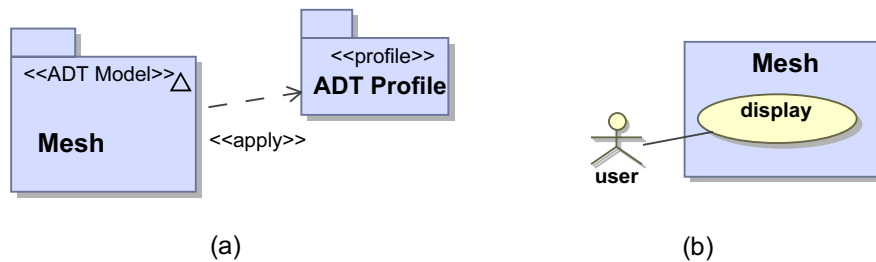 <<ADT Model>>
Mesh
<<apply>>
<<profile>>
ADT Profile
(a)
Mesh
display
user
(b)